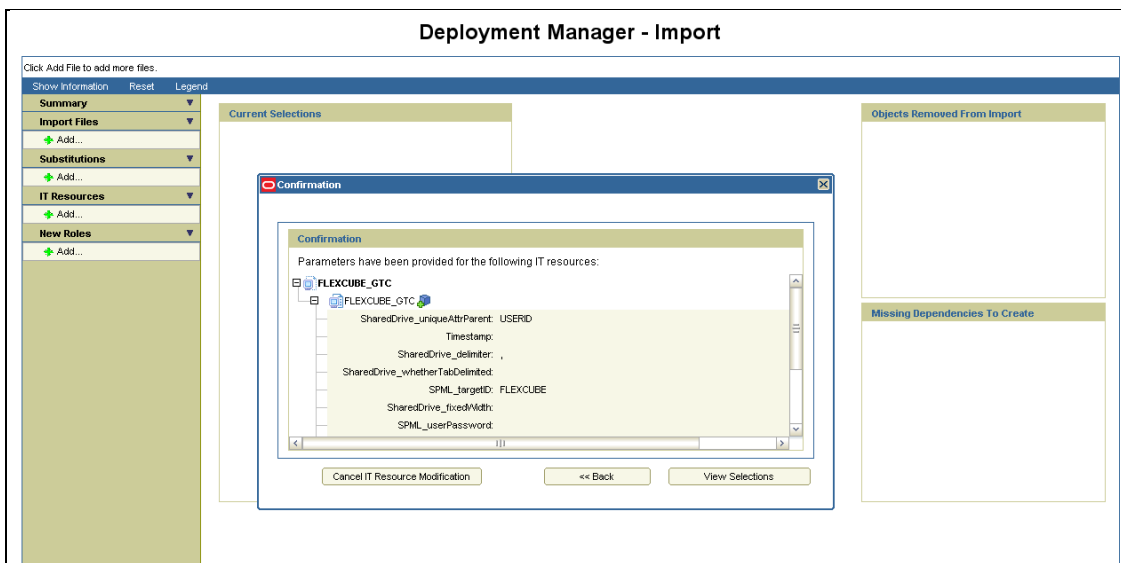 Deployment Manager - Import
Click Add File to add more files.
Show Information Reset Legend
Summary
Import Files
Add...
Substitutions
Add...
IT Resources
Add...
New Roles
Add...
Current Selections
Objects Removed From Import
Missing Dependencies To Create
Confirmation
Confirmation
Parameters have been provided for the following IT resources:
FLEXCUBE_GTC
FLEXCUBE_GTC
SharedDrive_uniqueAttrParent: USERID
Timestamp:
SharedDrive_delimiter: ,
SharedDrive_whetherTabDelimited:
SPML_targetID: FLEXCUBE
SharedDrive_fixedWidth:
SPML_userPassword:
Cancel IT Resource Modification << Back View Selections